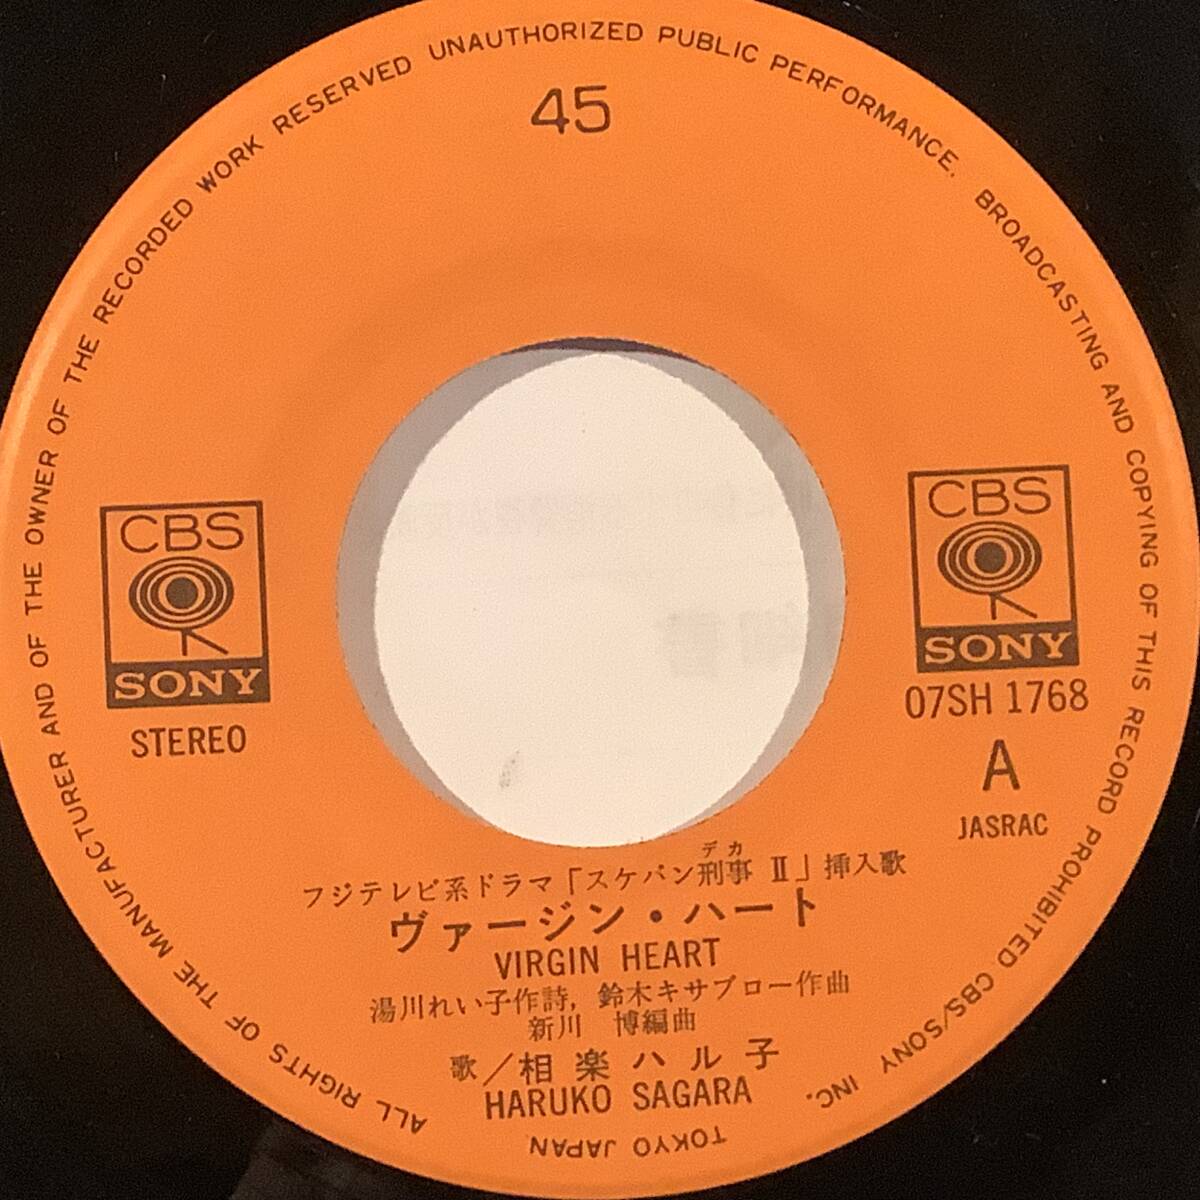 ALL RIGHTS OF THE MANUFACTURER AND OF THE OWNER OF THE RECORDED WORK RESERVED UNAUTHORIZED PUBLIC PERFORMANCE. BROADCASTING AND COPYING OF THIS RECORD PROHIBITED CBS/SONY INC.
TOKYO JAPAN
45
CBS
SONY
STEREO
CBS
SONY
07SH 1768
A
JASRAC
デカ
フジテレビ系ドラマ「スケバン刑事 II」挿入歌
ヴァージン・ハート
VIRGIN HEART
湯川れい子作詩, 鈴木キサブロー作曲
新川 博編曲
歌/相楽ハル子
HARUKO SAGARA